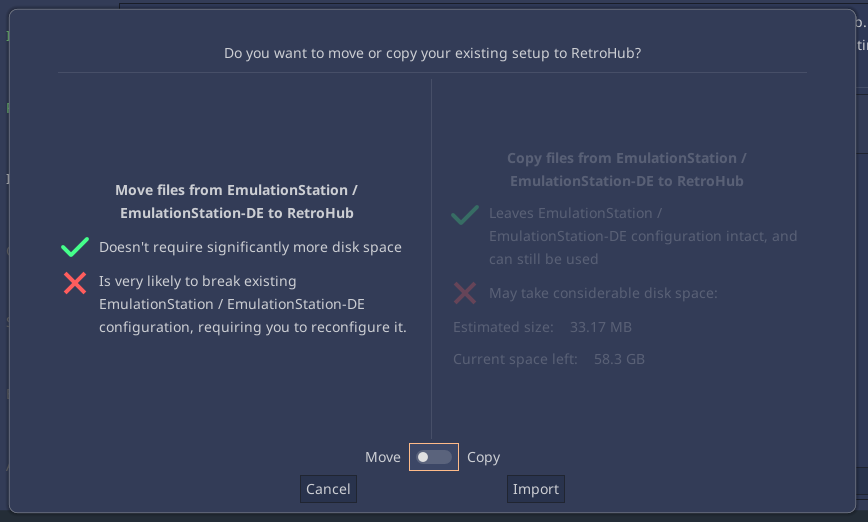 Do you want to move or copy your existing setup to RetroHub?
Move files from EmulationStation /
EmulationStation-DE to RetroHub
Doesn't require significantly more disk space
Is very likely to break existing
EmulationStation / EmulationStation-DE
configuration, requiring you to reconfigure it.
Copy files from EmulationStation /
EmulationStation-DE to RetroHub
Leaves EmulationStation /
EmulationStation-DE configuration intact, and
can still be used
May take considerable disk space:
Estimated size: 33.17 MB
Current space left: 58.3 GB
Move Copy
Cancel Import